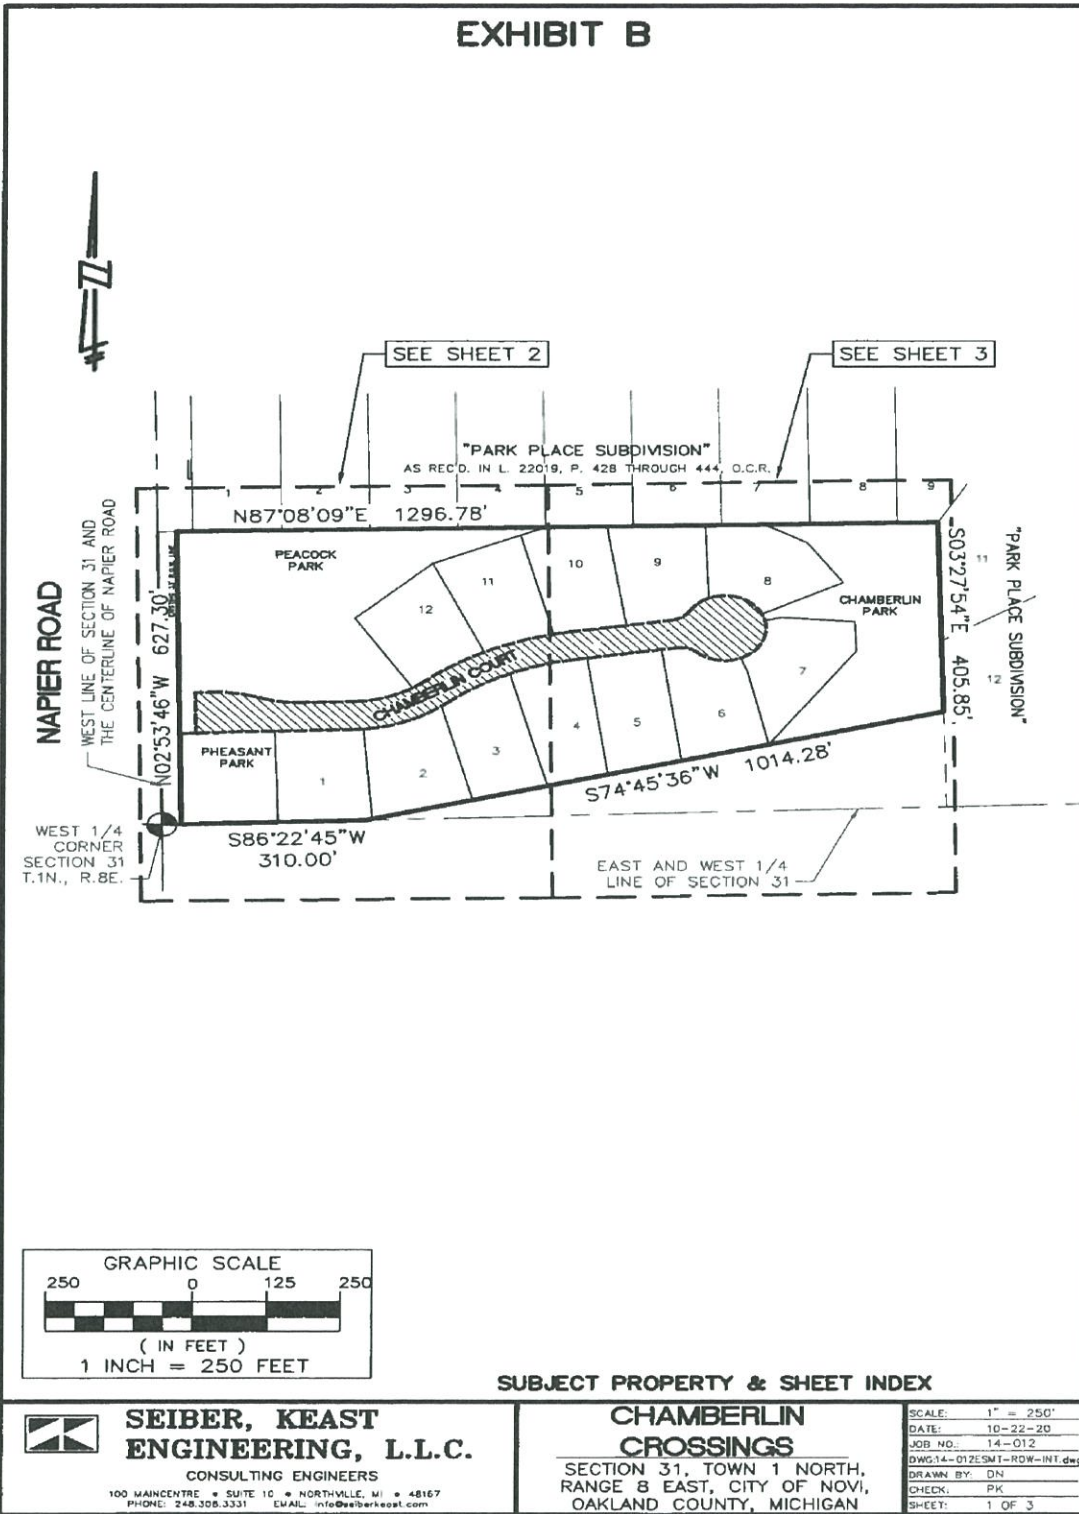 EXHIBIT B
SEE SHEET 2
SEE SHEET 3
"PARK PLACE SUBDIVISION"
AS REC'D. IN L. 22019, P. 428 THROUGH 444, O.C.R.
1
2
3
4
5
6
7
8
9
N87°08'09"E 1296.78'
NAPIER ROAD
WEST LINE OF SECTION 31 AND
THE CENTERLINE OF NAPIER ROAD
N02°53'46"W 627.30'
PEACOCK
PARK
12
11
10
9
8
CHAMBERLIN
PARK
S03°27'54"E 405.85'
11
12
"PARK PLACE SUBDIVISION"
CHAMBERLIN COURT
PHEASANT
PARK
1
2
3
4
5
6
7
S86°22'45"W
310.00'
S74°45'36"W 1014.28'
WEST 1/4
CORNER
SECTION 31
T.1N., R.8E.
EAST AND WEST 1/4
LINE OF SECTION 31
GRAPHIC SCALE
250 0 125 250
( IN FEET )
1 INCH = 250 FEET
SUBJECT PROPERTY & SHEET INDEX
SEIBER, KEAST
ENGINEERING, L.L.C.
CONSULTING ENGINEERS
100 MAINCENTRE • SUITE 10 • NORTHVILLE, MI • 48167
PHONE: 248.308.3331 EMAIL: info@seiberkeast.com
CHAMBERLIN
CROSSINGS
SECTION 31, TOWN 1 NORTH,
RANGE 8 EAST, CITY OF NOVI,
OAKLAND COUNTY, MICHIGAN
SCALE: 1" = 250'
DATE: 10-22-20
JOB NO.: 14-012
DWG:14-012ESMT-ROW-INT.dwg
DRAWN BY: DN
CHECK: PK
SHEET: 1 OF 3